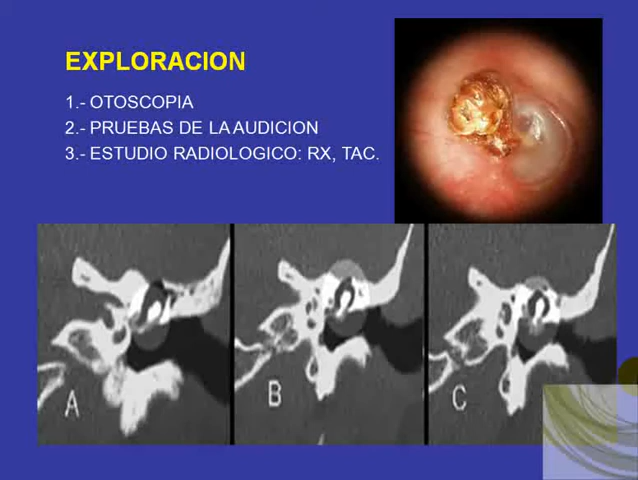 EXPLORACION
1.- OTOSCOPIA
2.- PRUEBAS DE LA AUDICION
3.- ESTUDIO RADIOLOGICO: RX, TAC.
A
B
C